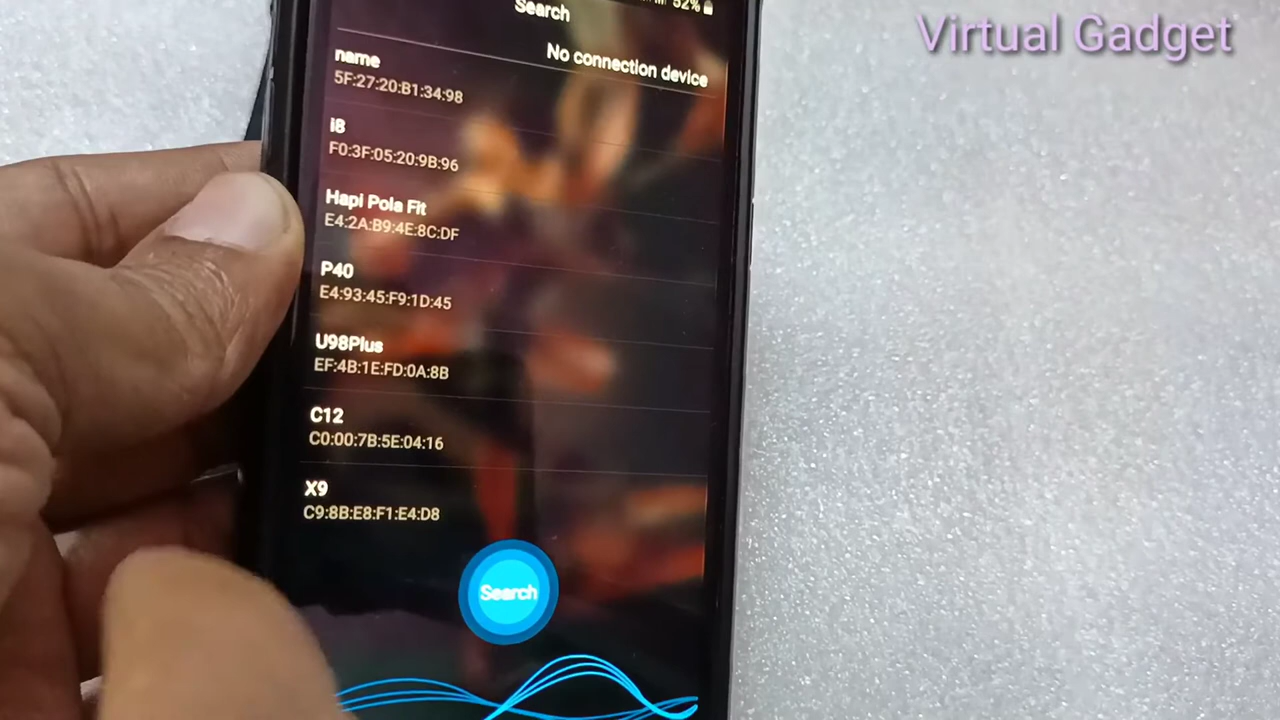 52%
Search
No connection device
name
5F:27:20:B1:34:98
i8
F0:3F:05:20:9B:96
Hapi Pola Fit
E4:2A:B9:4E:8C:DF
P40
E4:93:45:F9:1D:45
U98Plus
EF:4B:1E:FD:0A:8B
C12
C0:00:7B:5E:04:16
X9
C9:8B:E8:F1:E4:D8
Search
Virtual Gadget